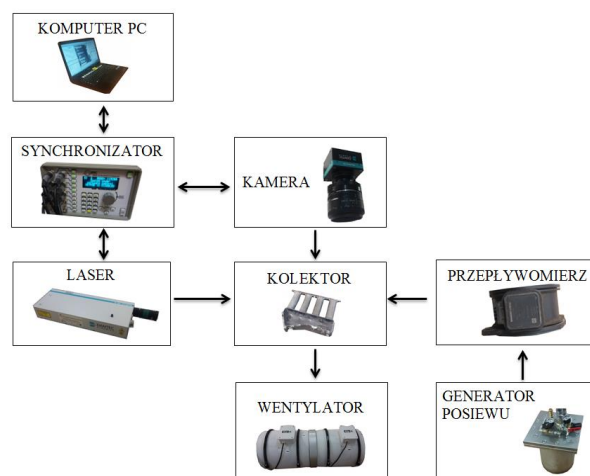 KOMPUTER PC
SYNCHRONIZATOR
KAMERA
LASER
KOLEKTOR
PRZEPŁYWOMIERZ
WENTYLATOR
GENERATOR
POSIEWU